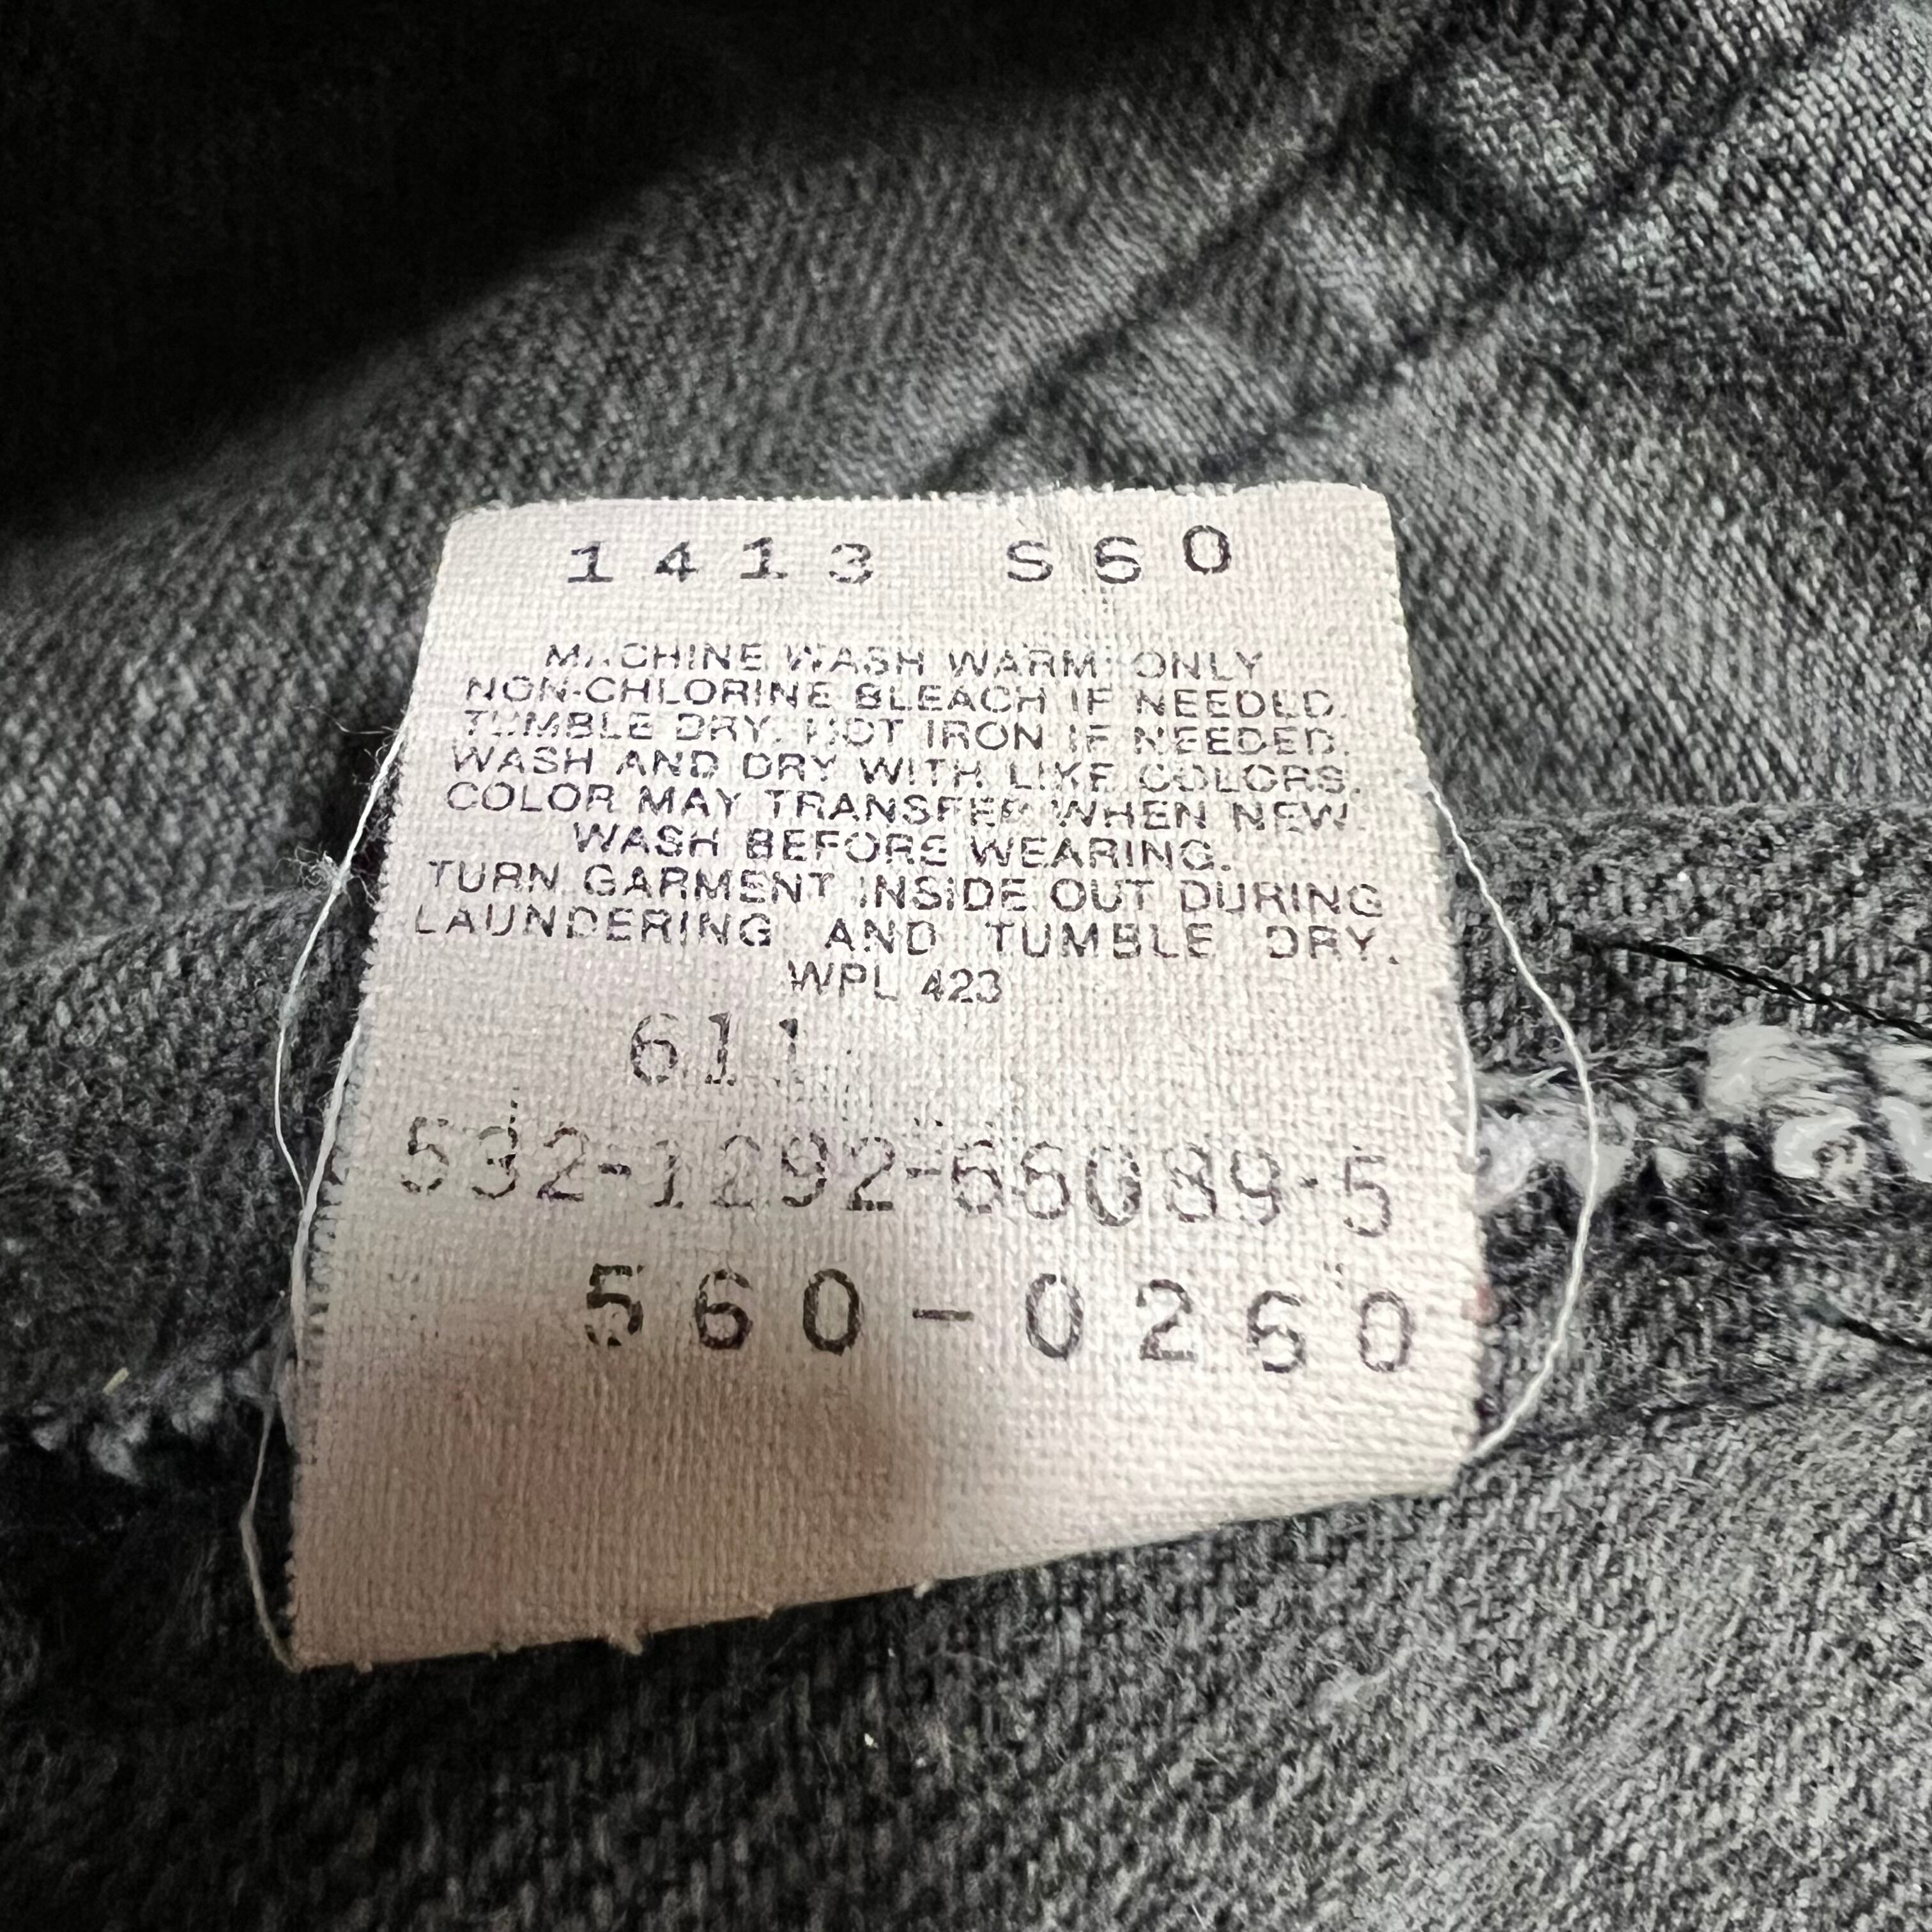 1413 S60
MACHINE WASH WARM ONLY
NON-CHLORINE BLEACH IF NEEDED.
TUMBLE DRY. HOT IRON IF NEEDED.
WASH AND DRY WITH LIKE COLORS.
COLOR MAY TRANSFER WHEN NEW.
WASH BEFORE WEARING.
TURN GARMENT INSIDE OUT DURING
LAUNDERING AND TUMBLE DRY.
WPL 423
611
532-1292-66089-5
560-0260